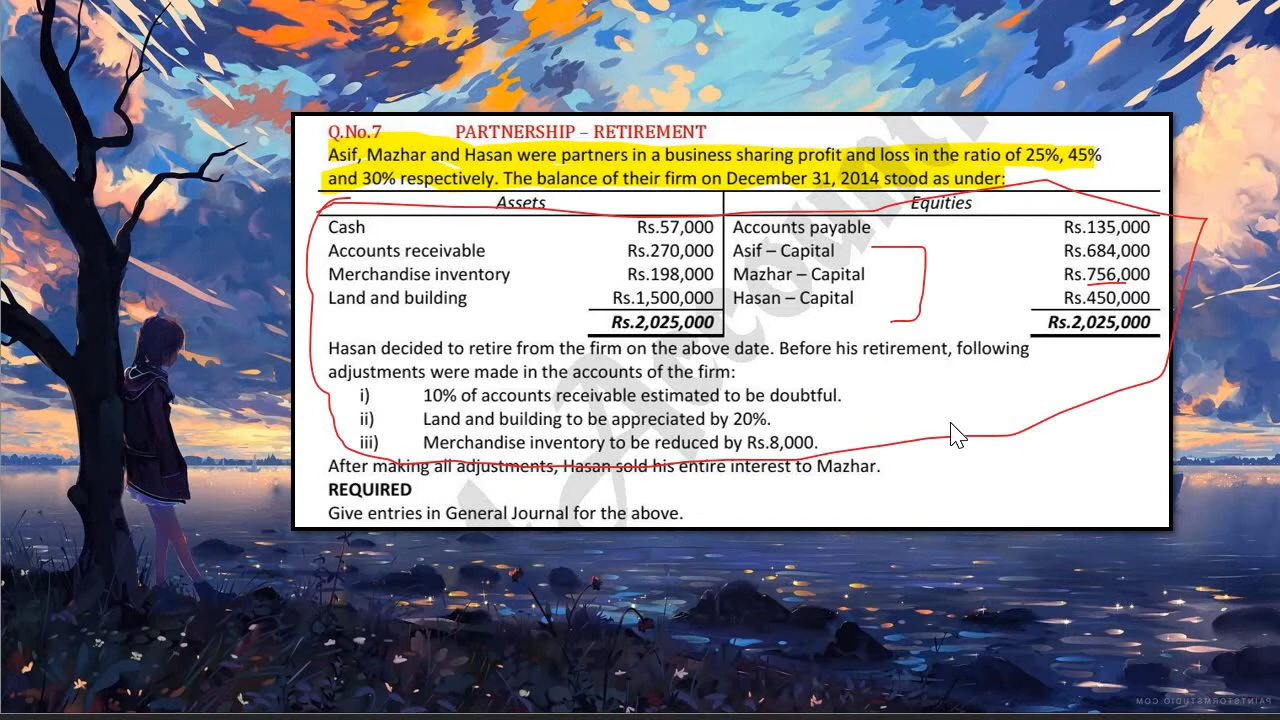 Q.No.7 PARTNERSHIP – RETIREMENT
Asif, Mazhar and Hasan were partners in a business sharing profit and loss in the ratio of 25%, 45%
and 30% respectively. The balance of their firm on December 31, 2014 stood as under:
Assets Equities
Cash Rs.57,000 Accounts payable Rs.135,000
Accounts receivable Rs.270,000 Asif – Capital Rs.684,000
Merchandise inventory Rs.198,000 Mazhar – Capital Rs.756,000
Land and building Rs.1,500,000 Hasan – Capital Rs.450,000
Rs.2,025,000 Rs.2,025,000
Hasan decided to retire from the firm on the above date. Before his retirement, following
adjustments were made in the accounts of the firm:
i) 10% of accounts receivable estimated to be doubtful.
ii) Land and building to be appreciated by 20%.
iii) Merchandise inventory to be reduced by Rs.8,000.
After making all adjustments, Hasan sold his entire interest to Mazhar.
REQUIRED
Give entries in General Journal for the above.
PAINTSTORMSTUDIO.COM